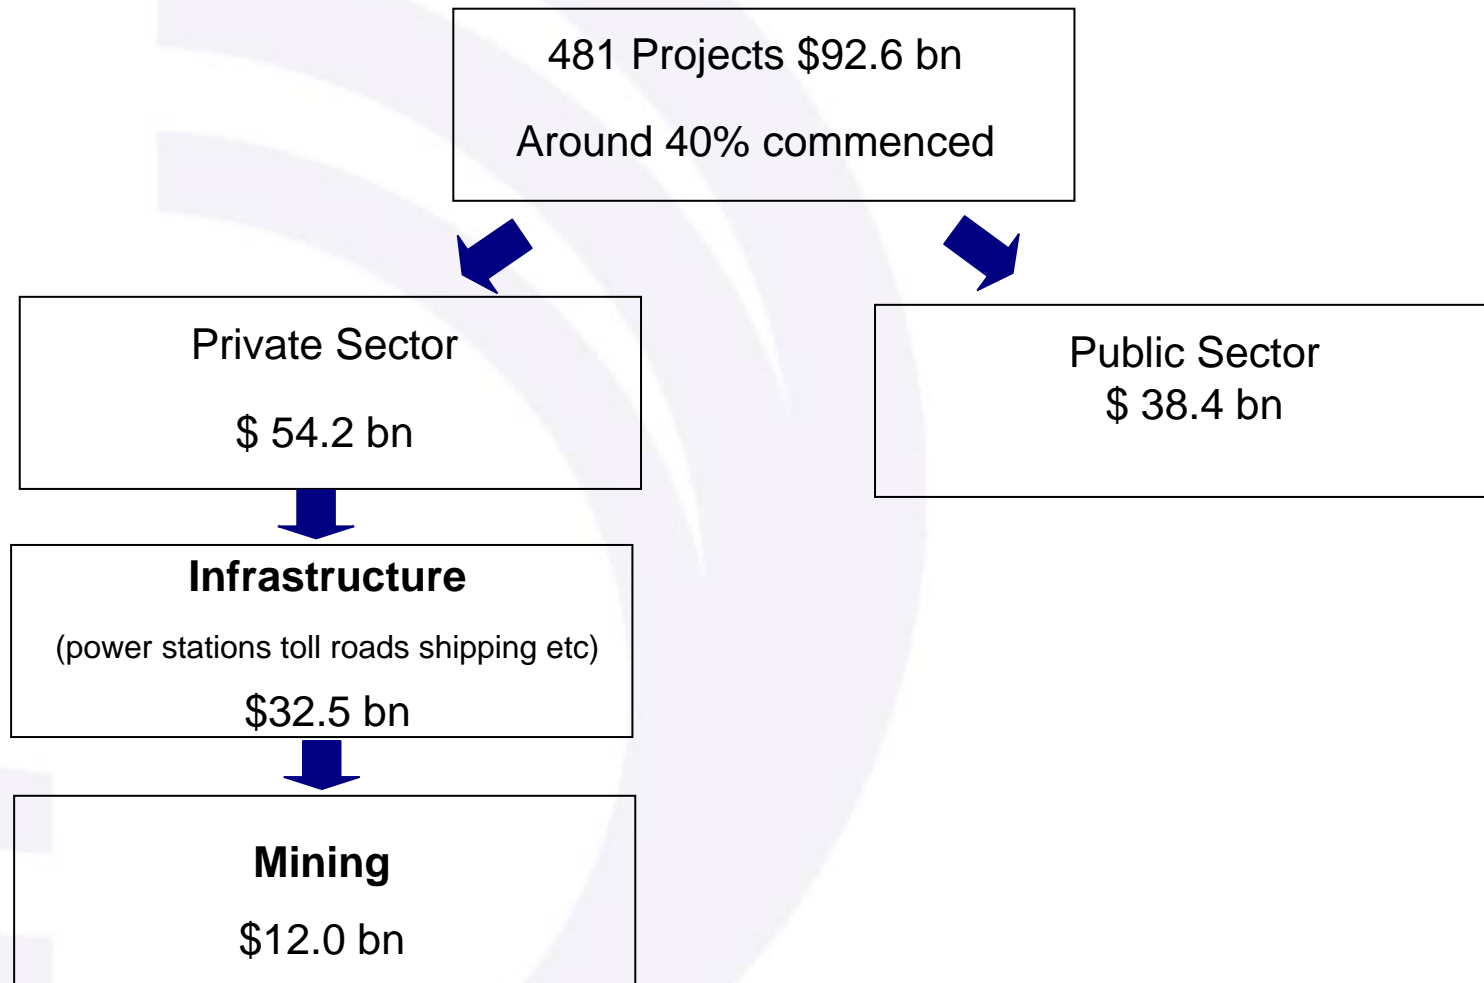 481 Projects $92.6 bn
Around 40% commenced
Private Sector
$ 54.2 bn
Public Sector
$ 38.4 bn
Infrastructure
(power stations toll roads shipping etc)
$32.5 bn
Mining
$12.0 bn